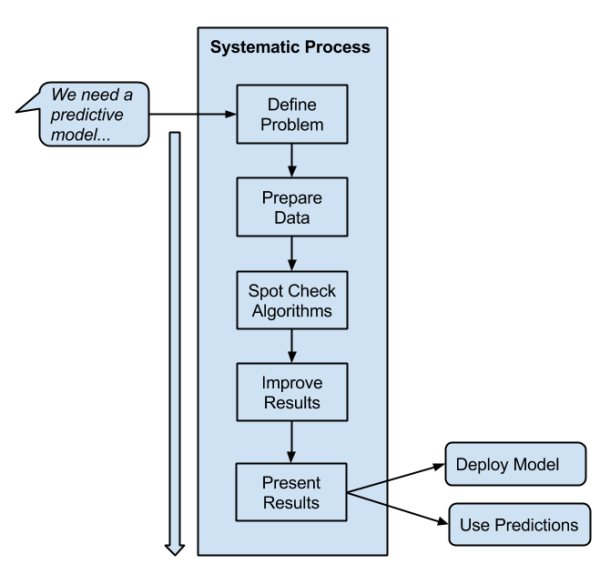 Systematic Process
We need a
predictive
model...
Define
Problem
Prepare
Data
Spot Check
Algorithms
Improve
Results
Present
Results
Deploy Model
Use Predictions